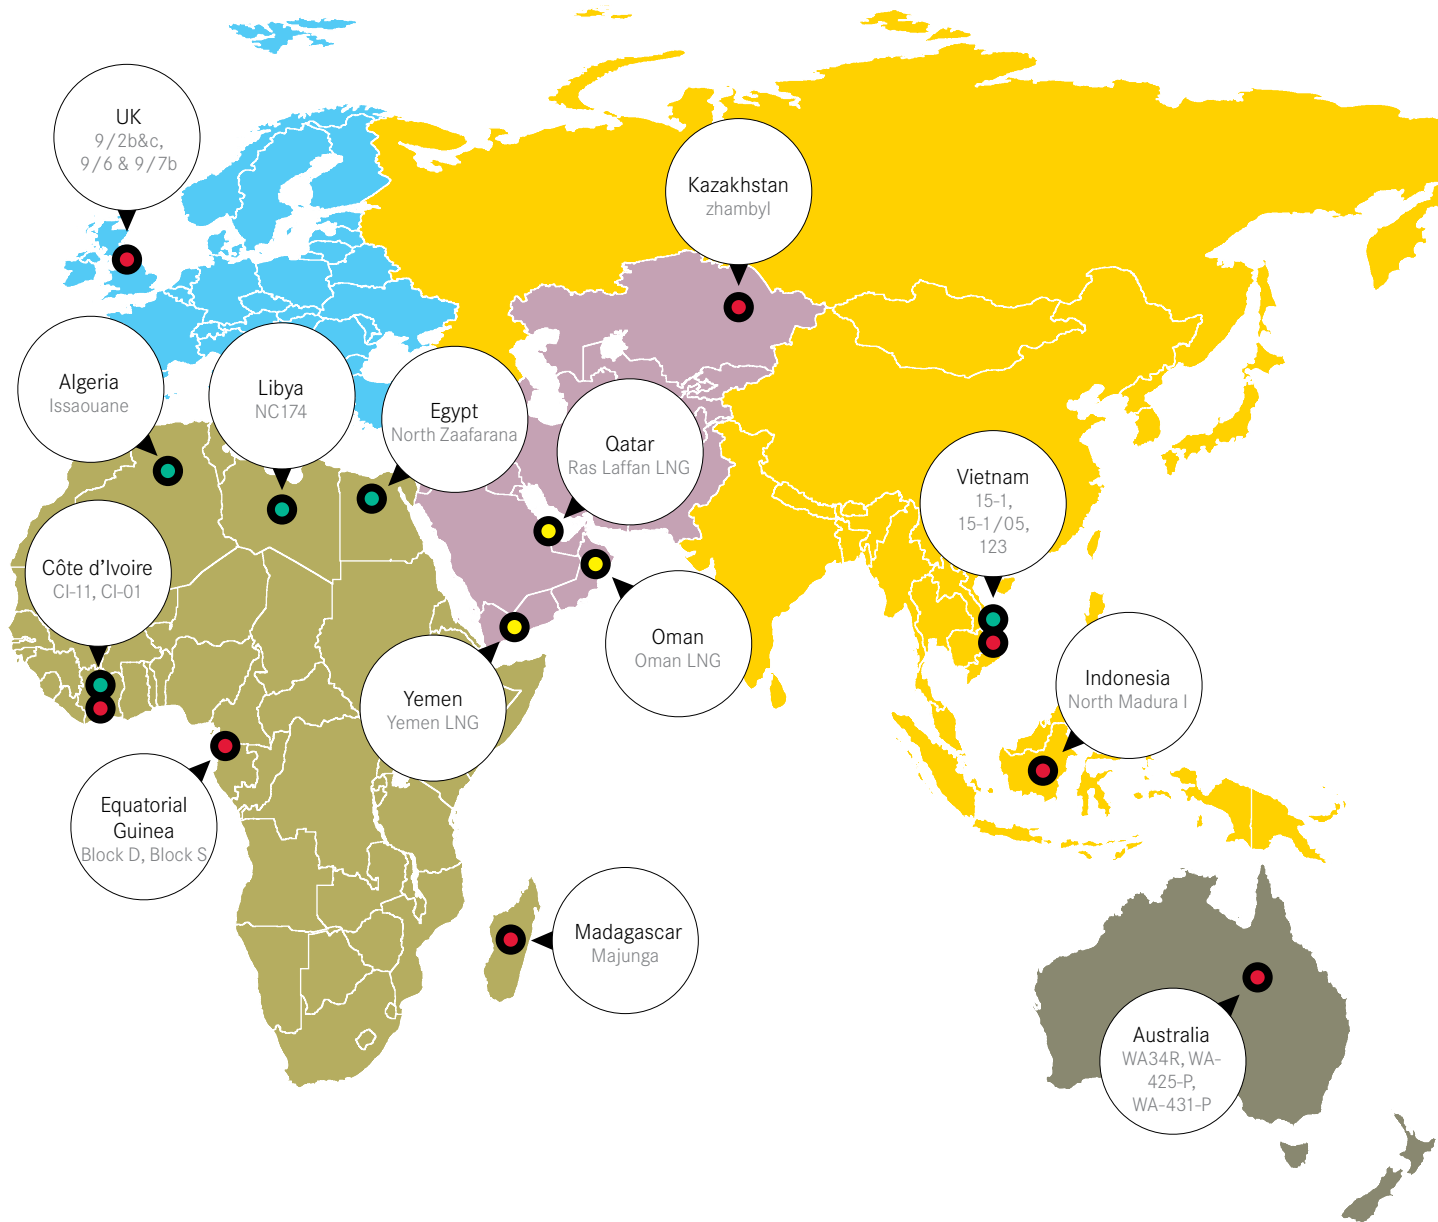 UK
9/2b&c,
9/6 & 9/7b
Kazakhstan
zhambyl
Algeria
Issaouane
Libya
NC174
Egypt
North Zaafarana
Qatar
Ras Laffan LNG
Vietnam
15-1,
15-1/05,
123
Côte d’Ivoire
CI-11, CI-01
Oman
Oman LNG
Yemen
Yemen LNG
Indonesia
North Madura I
Equatorial
Guinea
Block D, Block S
Madagascar
Majunga
Australia
WA34R, WA-
425-P,
WA-431-P